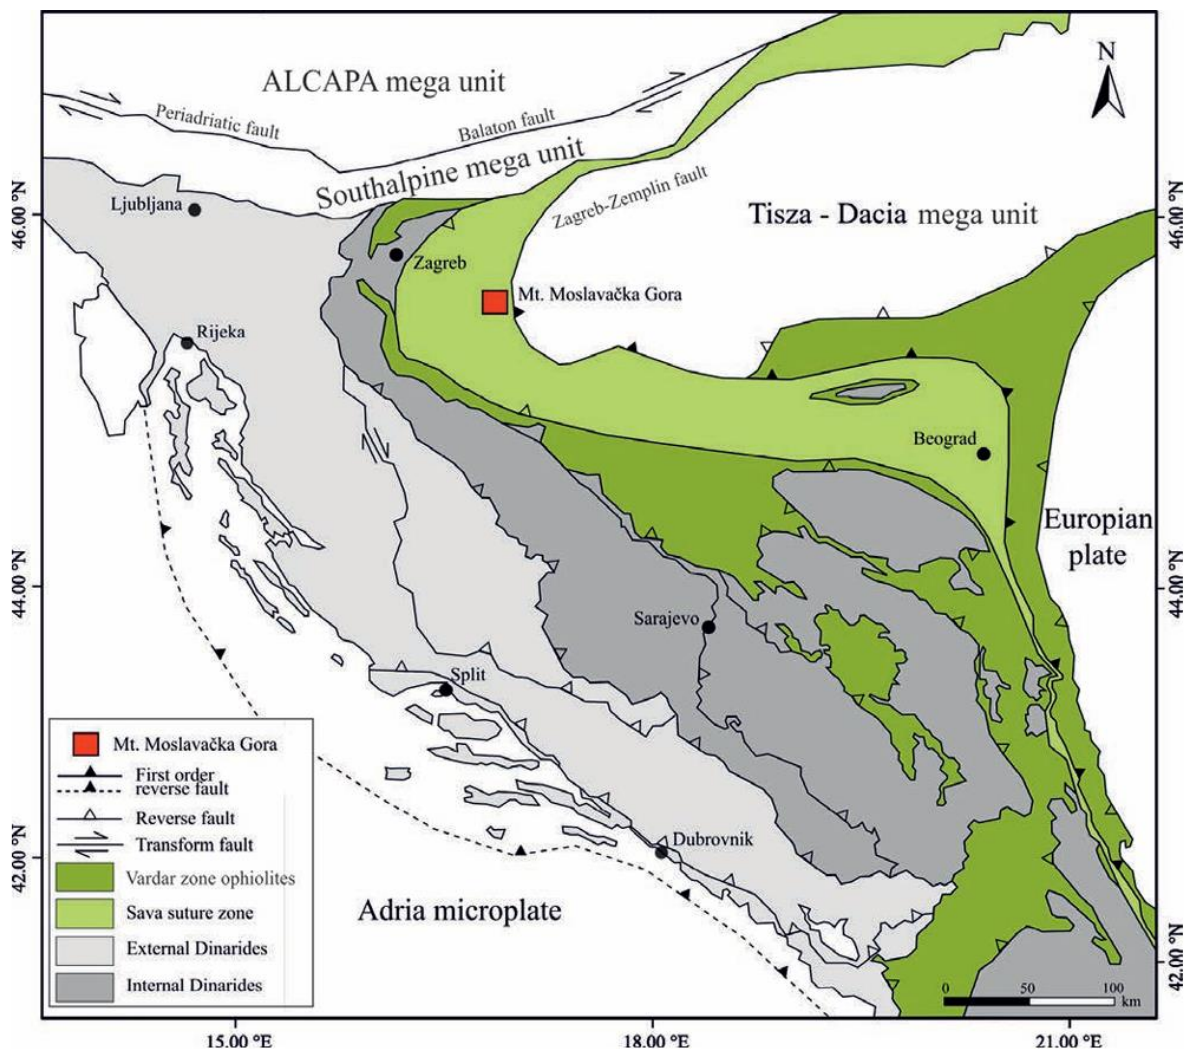 N
ALCAPA mega unit
Periadriatic fault
Balaton fault
Southalpine mega unit
Zagreb-Zemplin fault
Tisza - Dacia mega unit
46.00 °N
46.00 °N
Ljubljana
Zagreb
Mt. Moslavačka Gora
Rijeka
Beograd
Europian
plate
44.00 °N
44.00 °N
Sarajevo
Split
Mt. Moslavačka Gora
First order
reverse fault
Reverse fault
Transform fault
Vardar zone ophiolites
Sava suture zone
External Dinarides
Internal Dinarides
Dubrovnik
Adria microplate
42.00 °N
42.00 °N
0 50 100
km
15.00 °E
18.00 °E
21.00 °E